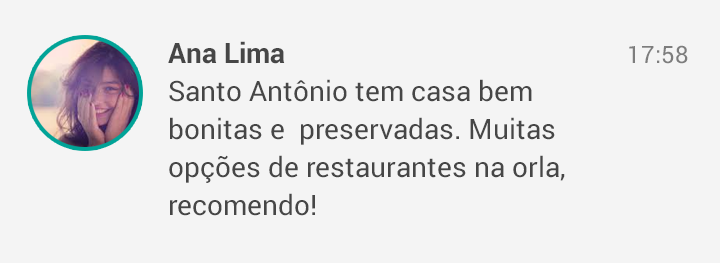 Ana Lima
17:58
Santo Antônio tem casa bem
bonitas e  preservadas. Muitas
opções de restaurantes na orla,
recomendo!